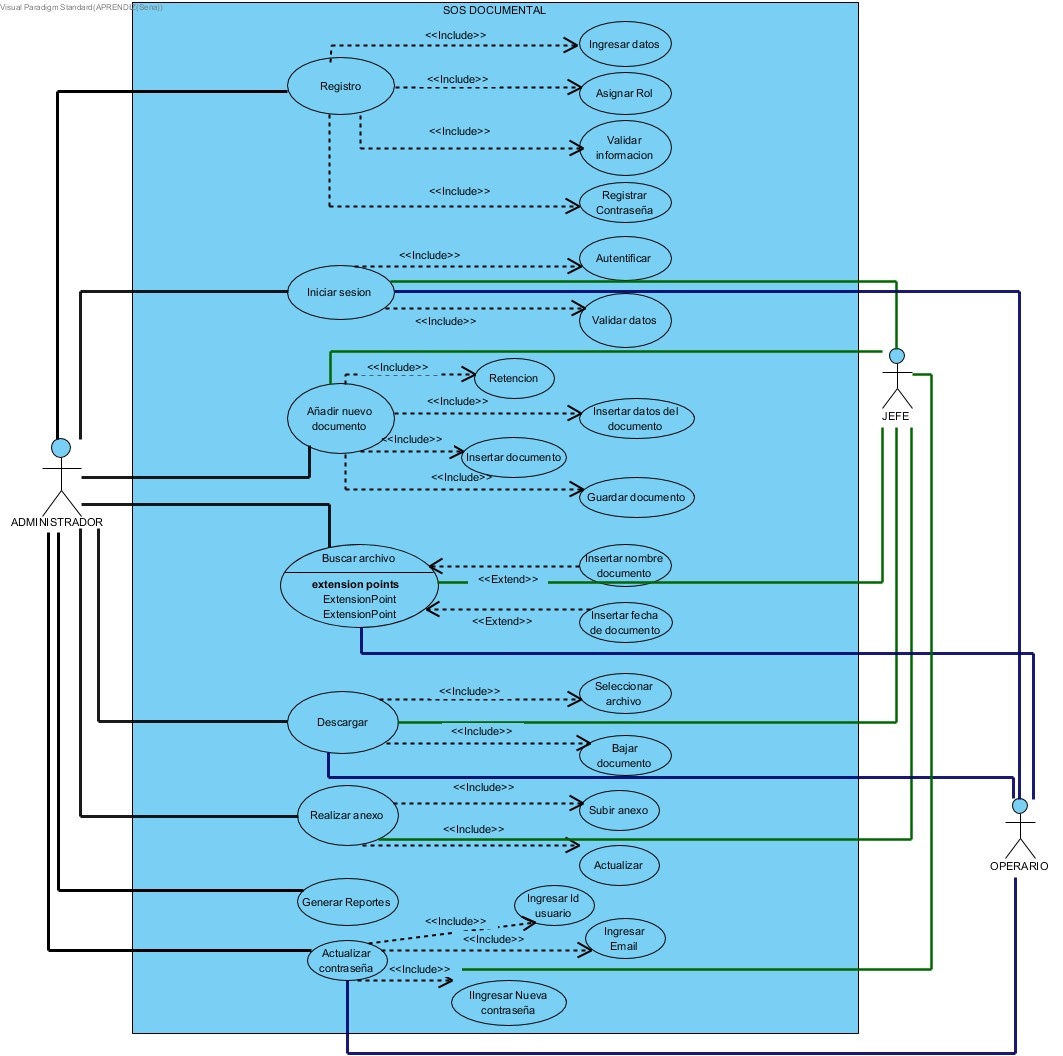 Visual Paradigm Standard(APRENDIZ(Sena))
SOS DOCUMENTAL
<<Include>>
Ingresar datos
Registro
<<Include>>
Asignar Rol
<<Include>>
Validar
informacion
<<Include>>
Registrar
Contraseña
<<Include>>
Autentificar
Iniciar sesion
<<Include>>
Validar datos
<<Include>>
Retencion
Añadir nuevo
documento
<<Include>>
Insertar datos del
documento
<<Include>>
Insertar documento
<<Include>>
Guardar documento
JEFE
ADMINISTRADOR
Buscar archivo
extension points
ExtensionPoint
ExtensionPoint
Insertar nombre
documento
<<Extend>>
Insertar fecha
de documento
<<Extend>>
<<Include>>
Seleccionar
archivo
Descargar
<<Include>>
Bajar
documento
<<Include>>
Realizar anexo
Subir anexo
<<Include>>
Actualizar
OPERARIO
Generar Reportes
Ingresar Id
usuario
<<Include>>
<<Include>>
Ingresar
Email
Actualizar
contraseña
<<Include>>
IIngresar Nueva
contraseña